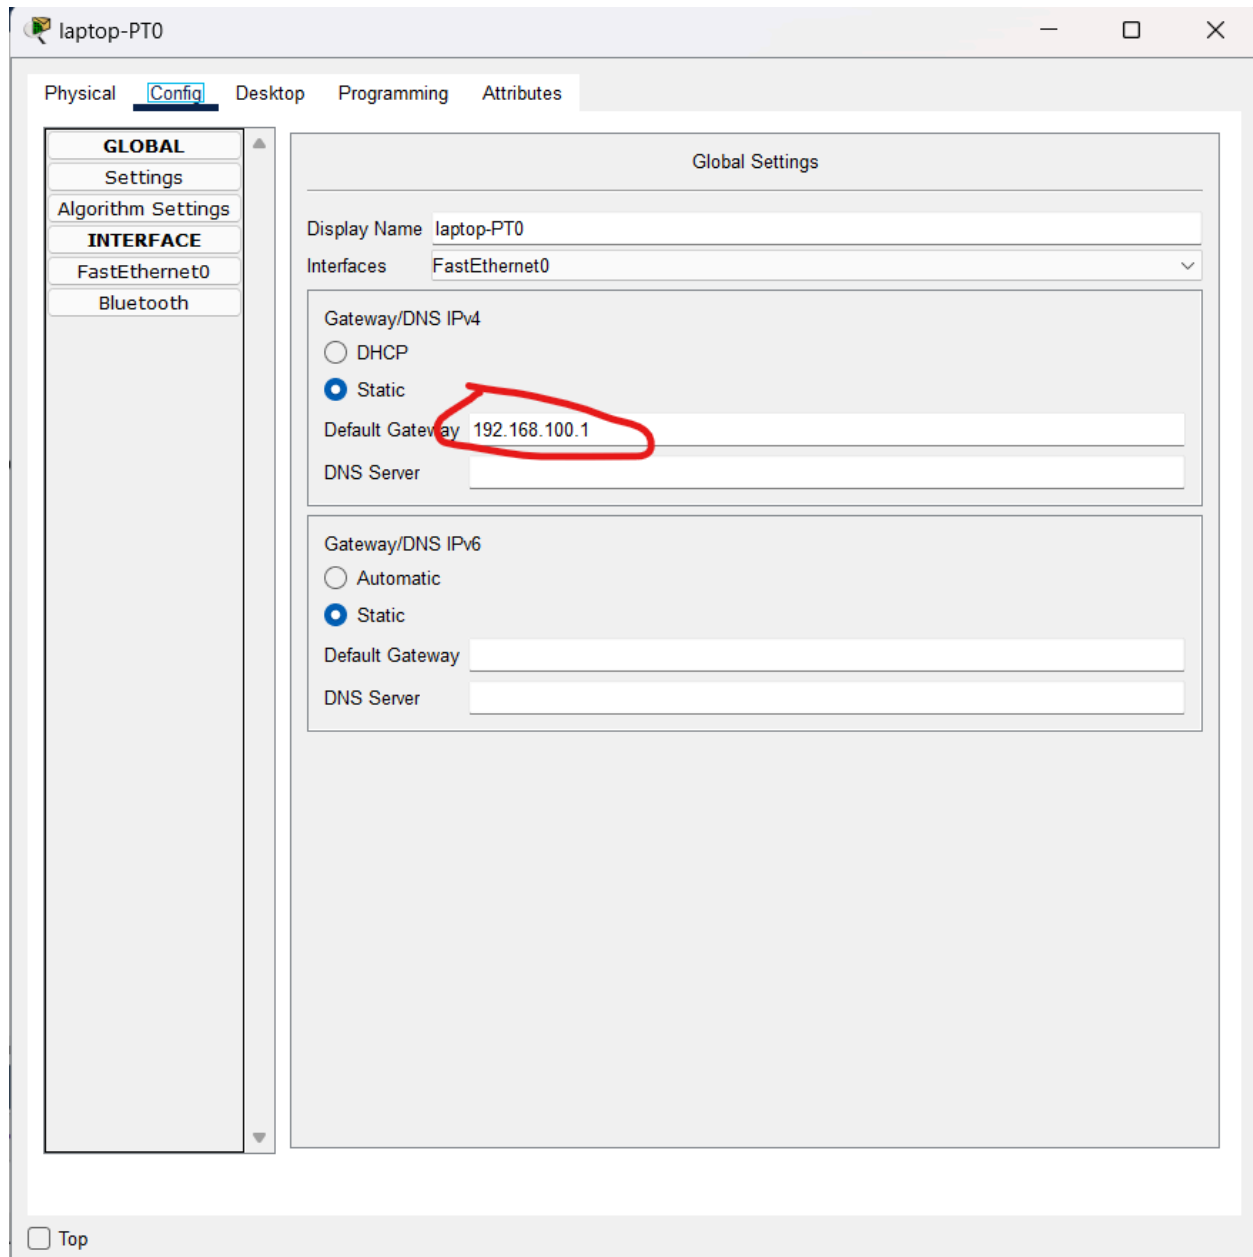 laptop-PT0
Physical Config Desktop Programming Attributes
GLOBAL
Settings
Algorithm Settings
INTERFACE
FastEthernet0
Bluetooth
Global Settings
Display Name laptop-PT0
Interfaces FastEthernet0
Gateway/DNS IPv4
DHCP
Static
Default Gateway 192.168.100.1
DNS Server
Gateway/DNS IPv6
Automatic
Static
Default Gateway
DNS Server
Top